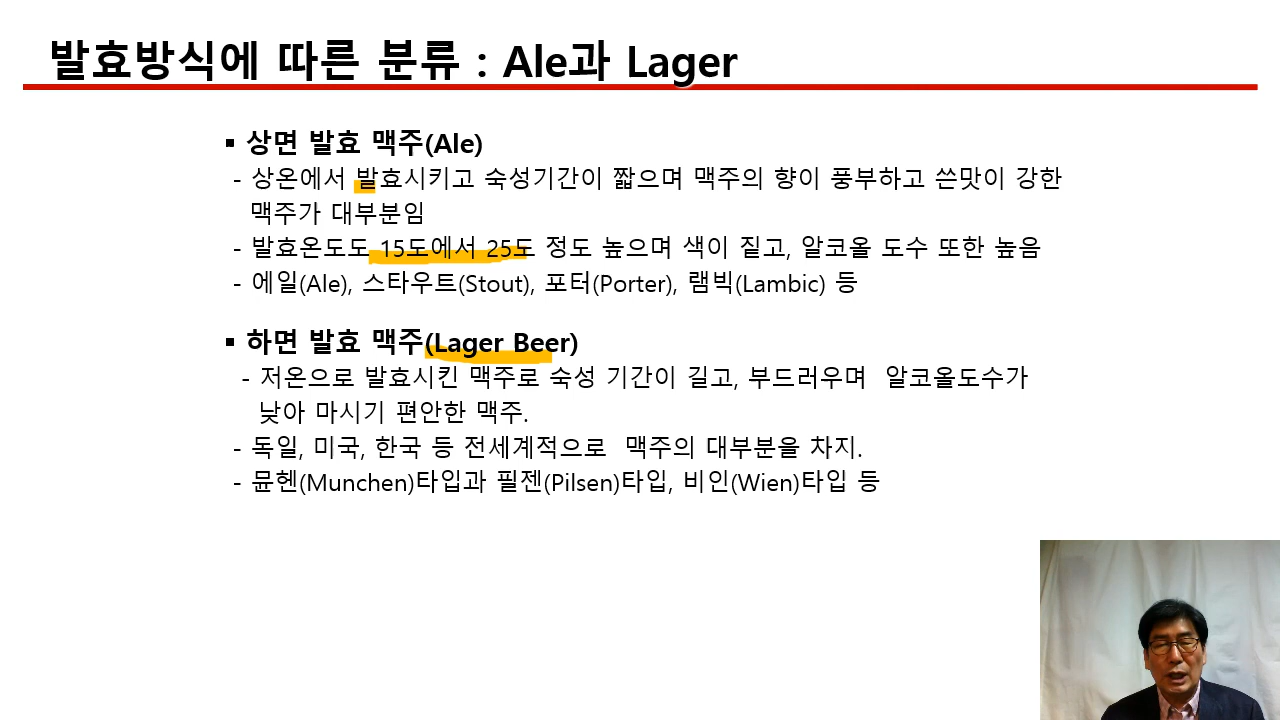 발효방식에 따른 분류 : Ale과 Lager
▪ 상면 발효 맥주(Ale)
- 상온에서 발효시키고 숙성기간이 짧으며 맥주의 향이 풍부하고 쓴맛이 강한
맥주가 대부분임
- 발효온도도 15도에서 25도 정도 높으며 색이 짙고, 알코올 도수 또한 높음
- 에일(Ale), 스타우트(Stout), 포터(Porter), 램빅(Lambic) 등
▪ 하면 발효 맥주(Lager Beer)
- 저온으로 발효시킨 맥주로 숙성 기간이 길고, 부드러우며 알코올도수가
낮아 마시기 편안한 맥주.
- 독일, 미국, 한국 등 전세계적으로 맥주의 대부분을 차지.
- 뮨헨(Munchen)타입과 필젠(Pilsen)타입, 비인(Wien)타입 등